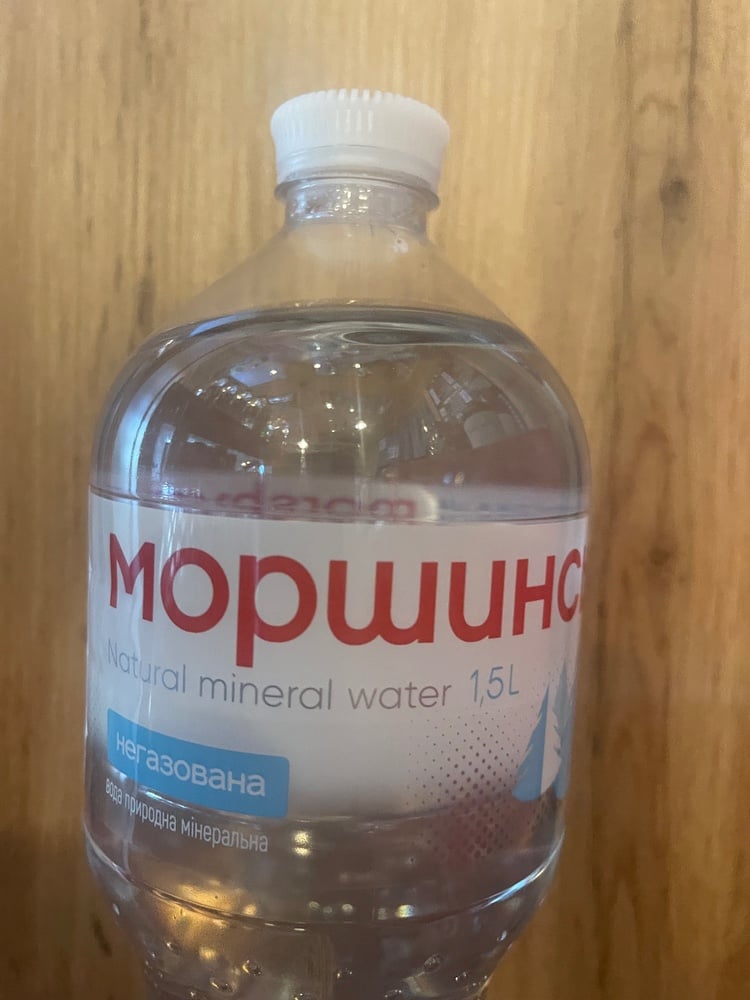 моршинс
Natural mineral water 1,5L
негазована
вода природна мінеральна